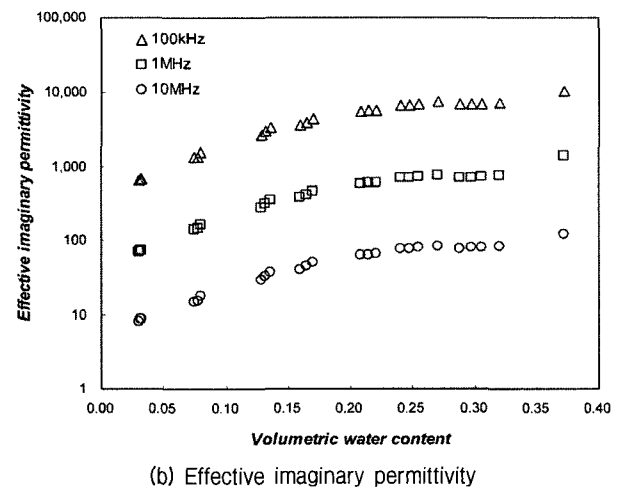 100,000
10,000
1,000
100
10
1
Effective imaginary permittivity
△ 100kHz
□ 1MHz
○ 10MHz
0.00 0.05 0.10 0.15 0.20 0.25 0.30 0.35 0.40
Volumetric water content
(b) Effective imaginary permittivity